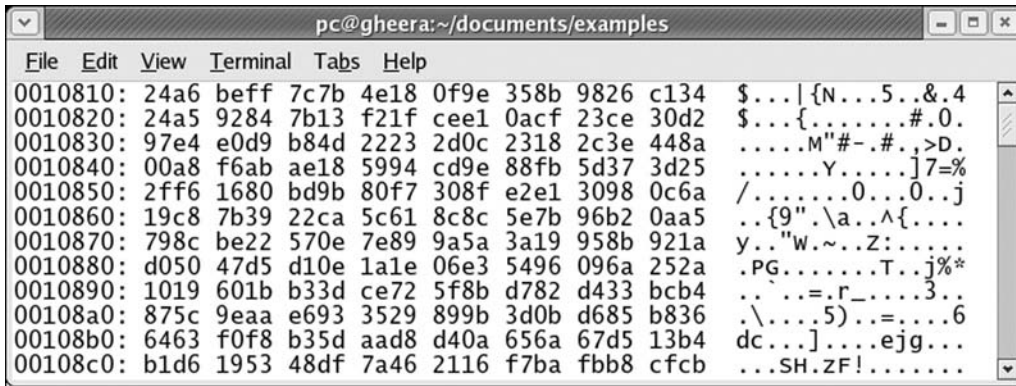 pc@gheera:~/documents/examples
File Edit View Terminal Tabs Help
0010810: 24a6 beff 7c7b 4e18 0f9e 358b 9826 c134 $...|{N...5..&.4
0010820: 24a5 9284 7b13 f21f cee1 0acf 23ce 30d2 $...{.......#.0.
0010830: 97e4 e0d9 b84d 2223 2d0c 2318 2c3e 448a .....M"#-.#.,>D.
0010840: 00a8 f6ab ae18 5994 cd9e 88fb 5d37 3d25 ......Y.....]7=%
0010850: 2ff6 1680 bd9b 80f7 308f e2e1 3098 0c6a /.......0...0..j
0010860: 19c8 7b39 22ca 5c61 8c8c 5e7b 96b2 0aa5 ..{9".\a..^{....
0010870: 798c be22 570e 7e89 9a5a 3a19 958b 921a y.."W.~..Z:.....
0010880: d050 47d5 d10e 1a1e 06e3 5496 096a 252a .PG.......T..j%*
0010890: 1019 601b b33d ce72 5f8b d782 d433 bcb4 ..`..=.r_....3..
00108a0: 875c 9eaa e693 3529 899b 3d0b d685 b836 .\....5)..=....6
00108b0: 6463 f0f8 b35d aad8 d40a 656a 67d5 13b4 dc...]....ejg...
00108c0: b1d6 1953 48df 7a46 2116 f7ba fbb8 cfcb ...SH.zF!.......